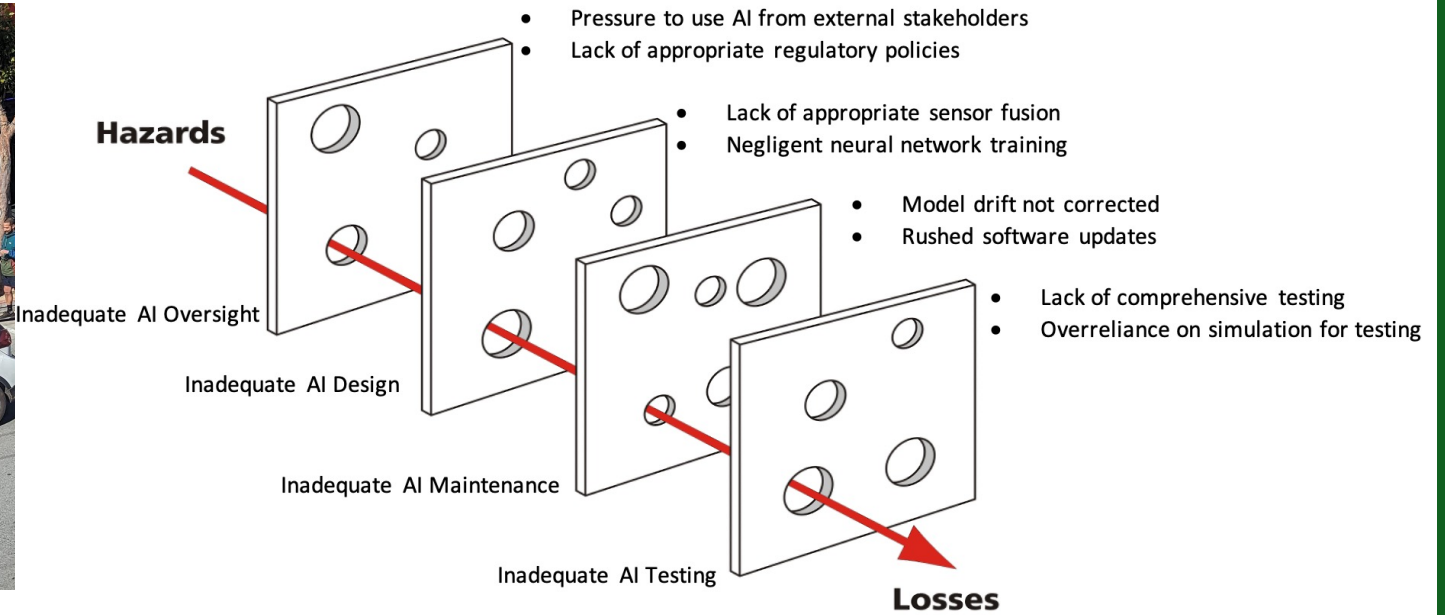 • Pressure to use AI from external stakeholders
• Lack of appropriate regulatory policies
• Lack of appropriate sensor fusion
• Negligent neural network training
Hazards
• Model drift not corrected
• Rushed software updates
• Lack of comprehensive testing
• Overreliance on simulation for testing
Inadequate AI Oversight
Inadequate AI Design
Inadequate AI Maintenance
Inadequate AI Testing
Losses